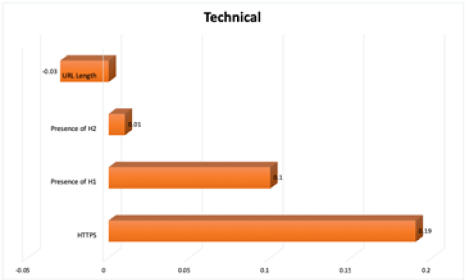 Technical
-0.03
URL Length
0.01
Presence of H2
0.1
Presence of H1
0.19
HTTPS
-0.05 0 0.05 0.1 0.15 0.2